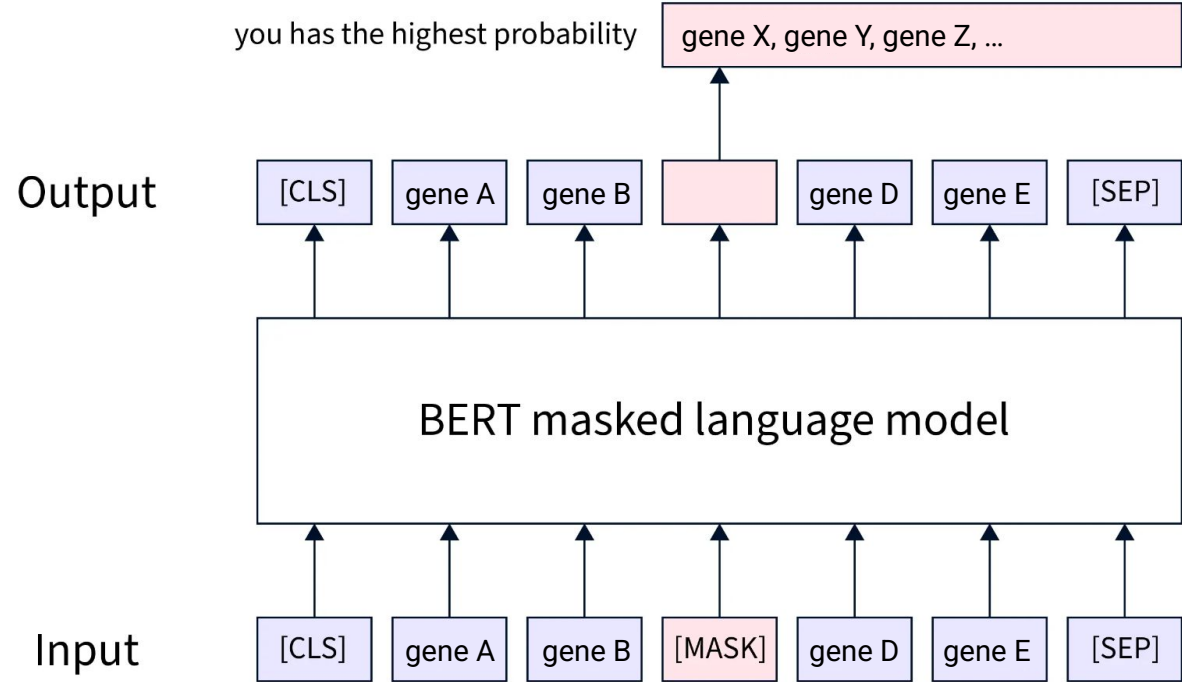 you has the highest probability
gene X, gene Y, gene Z, ...
Output
[CLS]
gene A
gene B
gene D
gene E
[SEP]
BERT masked language model
Input
[CLS]
gene A
gene B
[MASK]
gene D
gene E
[SEP]